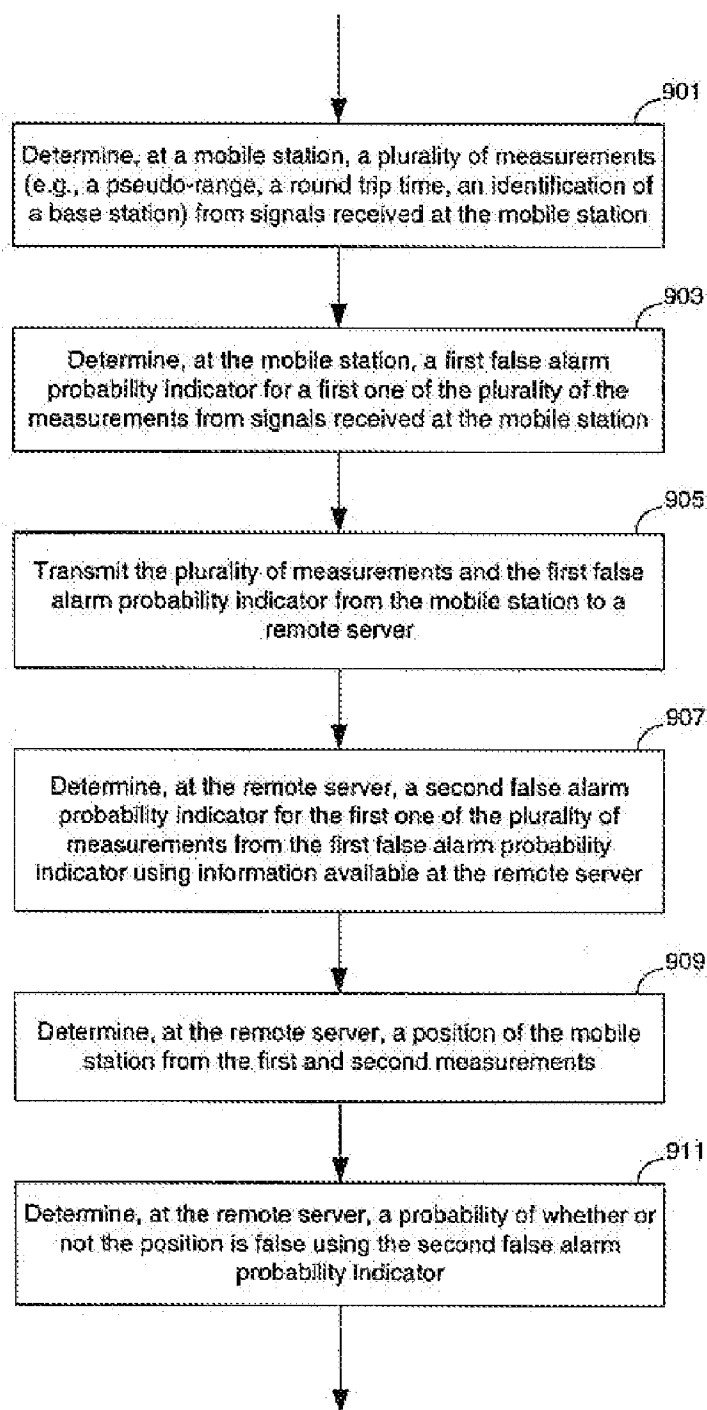 901
Determine, at a mobile station, a plurality of measurements
(e.g., a pseudo-range, a round trip time, an identification of
a base station) from signals received at the mobile station
903
Determine, at the mobile station, a first false alarm
probability indicator for a first one of the plurality of the
measurements from signals received at the mobile station
905
Transmit the plurality of measurements and the first false
alarm probability indicator from the mobile station to a
remote server
907
Determine, at the remote server, a second false alarm
probability indicator for the first one of the plurality of
measurements from the first false alarm probability
indicator using information available at the remote server
909
Determine, at the remote server, a position of the mobile
station from the first and second measurements
911
Determine, at the remote server, a probability of whether or
not the position is false using the second false alarm
probability indicator